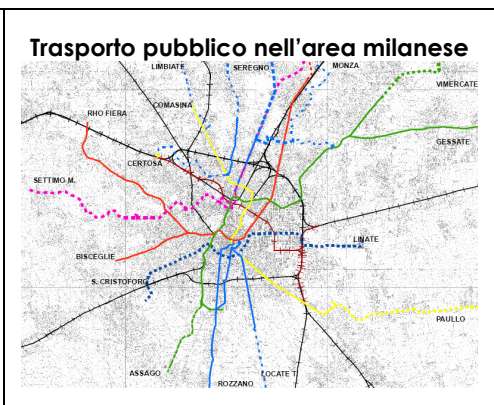 Trasporto pubblico nell'area milanese
LIMBIATE
SEREGNO
MONZA
VIMERCATE
COMASINA
RHO FIERA
GESSATE
CERTOSA
SETTIMO M.
LINATE
BISCEGLIE
S. CRISTOFORO
PAULLO
ASSAGO
LOCATE T.
ROZZANO